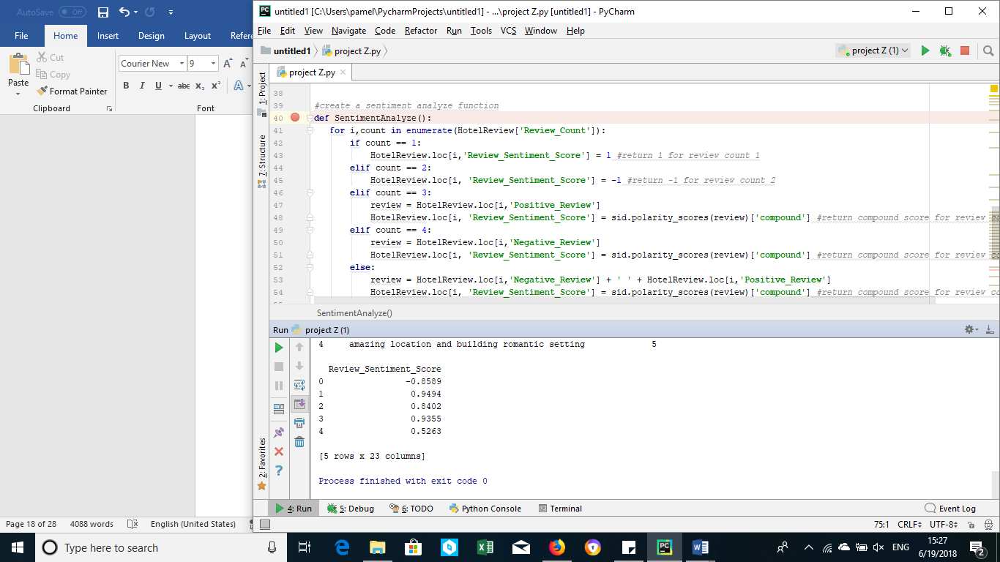 AutoSave Off
File Home Insert Design Layout Refere
Paste
Cut
Copy
Format Painter
Clipboard
Courier New 9 A A
B I U abc x2 x2 A
Font
Page 18 of 28 4088 words English (United States)
PC untitled1 [C:\Users\pamel\PycharmProjects\untitled1] - ...\project Z.py [untitled1] - PyCharm
File Edit View Navigate Code Refactor Run Tools VCS Window Help
untitled1 project Z.py project Z (1)
1: Project
7: Structure
2: Favorites
project Z.py
38
39 #create a sentiment analyze function
40 def SentimentAnalyze():
41 for i,count in enumerate(HotelReview['Review_Count']):
42 if count == 1:
43 HotelReview.loc[i,'Review_Sentiment_Score'] = 1 #return 1 for review count 1
44 elif count == 2:
45 HotelReview.loc[i, 'Review_Sentiment_Score'] = -1 #return -1 for review count 2
46 elif count == 3:
47 review = HotelReview.loc[i,'Positive_Review']
48 HotelReview.loc[i, 'Review_Sentiment_Score'] = sid.polarity_scores(review)['compound'] #return compound score for review co
49 elif count == 4:
50 review = HotelReview.loc[i,'Negative_Review']
51 HotelReview.loc[i, 'Review_Sentiment_Score'] = sid.polarity_scores(review)['compound'] #return compound score for review co
52 else:
53 review = HotelReview.loc[i,'Negative_Review'] + ' ' + HotelReview.loc[i,'Positive_Review']
54 HotelReview.loc[i, 'Review_Sentiment_Score'] = sid.polarity_scores(review)['compound'] #return compound score for review co
SentimentAnalyze()
Run project Z (1)
4 amazing location and building romantic setting 5
Review_Sentiment_Score
0 -0.8589
1 0.9494
2 0.8402
3 0.9355
4 0.5263
[5 rows x 23 columns]
Process finished with exit code 0
4: Run 5: Debug 6: TODO Python Console Terminal Event Log
75:1 CRLF UTF-8
Type here to search
ENG
15:27
6/19/2018
2